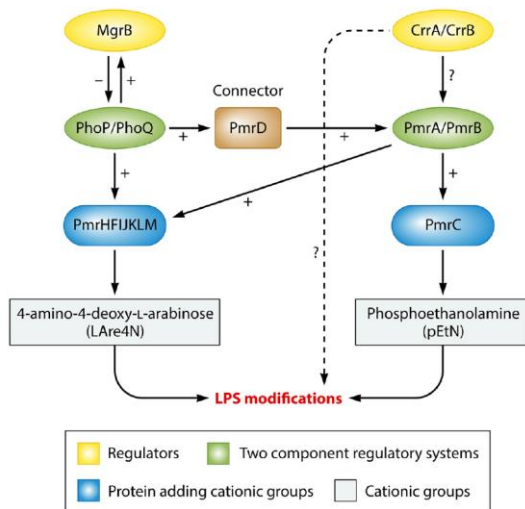 MgrB
CrrA/CrrB
–
+
Connector
?
PhoP/PhoQ
+
PmrD
+
PmrA/PmrB
+
+
+
PmrHFIJKLM
?
PmrC
4-amino-4-deoxy-L-arabinose
(LAre4N)
Phosphoethanolamine
(pEtN)
LPS modifications
Regulators
Two component regulatory systems
Protein adding cationic groups
Cationic groups